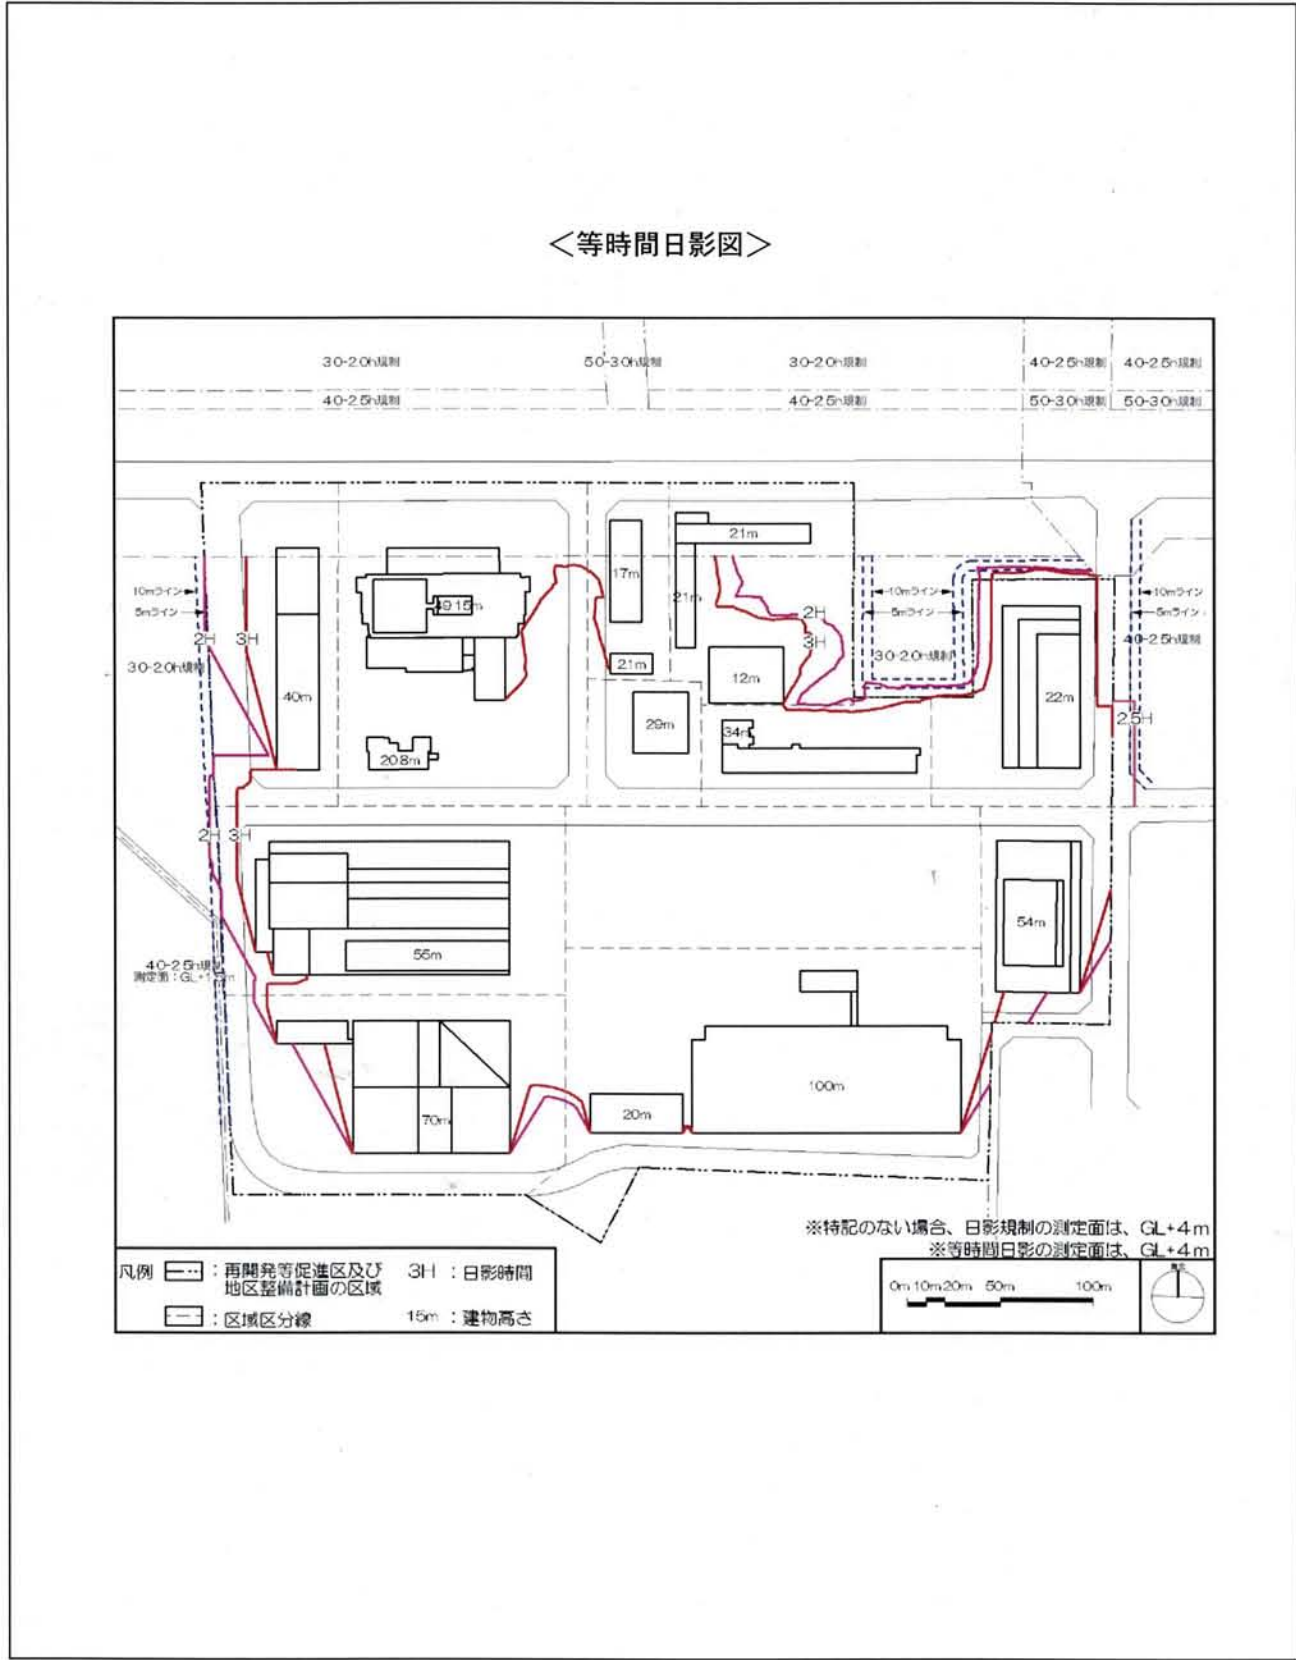 ＜等時間日影図＞
3.0-2.0h規制
5.0-3.0h規制
3.0-2.0h規制
4.0-2.5h規制
4.0-2.5h規制
4.0-2.5h規制
4.0-2.5h規制
5.0-3.0h規制
5.0-3.0h規制
21m
17m
21m
49.15m
10mライン
5mライン
10mライン
5mライン
10mライン
5mライン
2H
3H
2H
3H
4.0-2.5h規制
3.0-2.0h規制
3.0-2.0h規制
21m
12m
40m
22m
29m
34m
2.5H
20.8m
2H
3H
54m
55m
4.0-2.5h規制
測定面：GL+
100m
20m
70m
※特記のない場合、日影規制の測定面は、GL+4m
※等時間日影の測定面は、GL+4m
凡例
：再開発等促進区及び
地区整備計画の区域
3H ：日影時間
：区域区分線
15m ：建物高さ
0m 10m 20m 50m 100m
真北